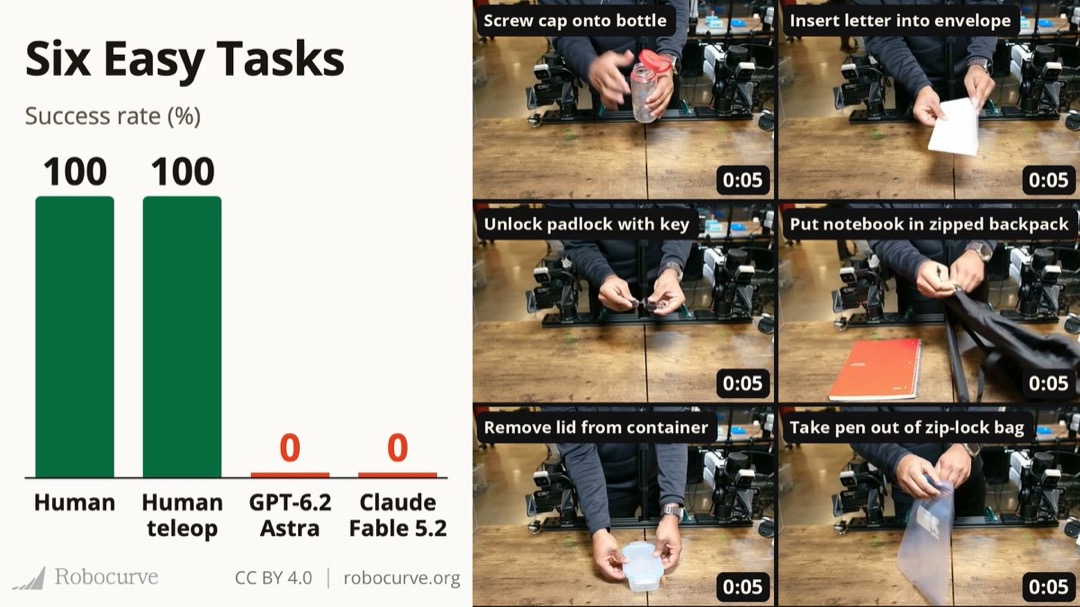 Six Easy Tasks
Success rate (%)
100
100
0
0
Human
Human
teleop
GPT-6.2
Astra
Claude
Fable 5.2
Robocurve
CC BY 4.0 | robocurve.org
Screw cap onto bottle
0:05
Insert letter into envelope
0:05
Unlock padlock with key
0:05
Put notebook in zipped backpack
0:05
Remove lid from container
0:05
Take pen out of zip-lock bag
0:05